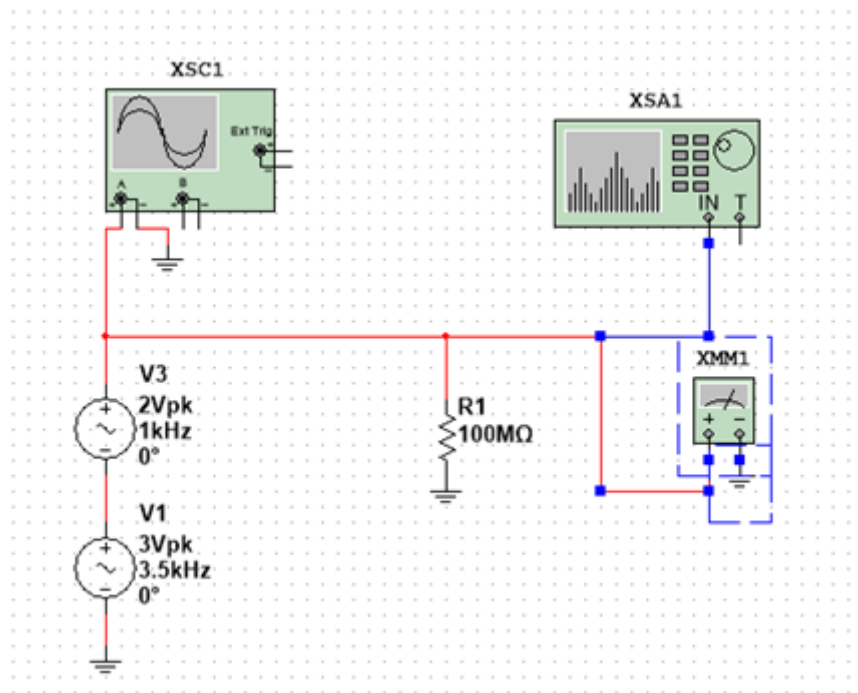 XSC1
Ext Trig
+
-
A
B
+ - + -
XSA1
IN T
V3
2Vpk
1kHz
0°
V1
3Vpk
3.5kHz
0°
R1
100MΩ
XMM1
+ -